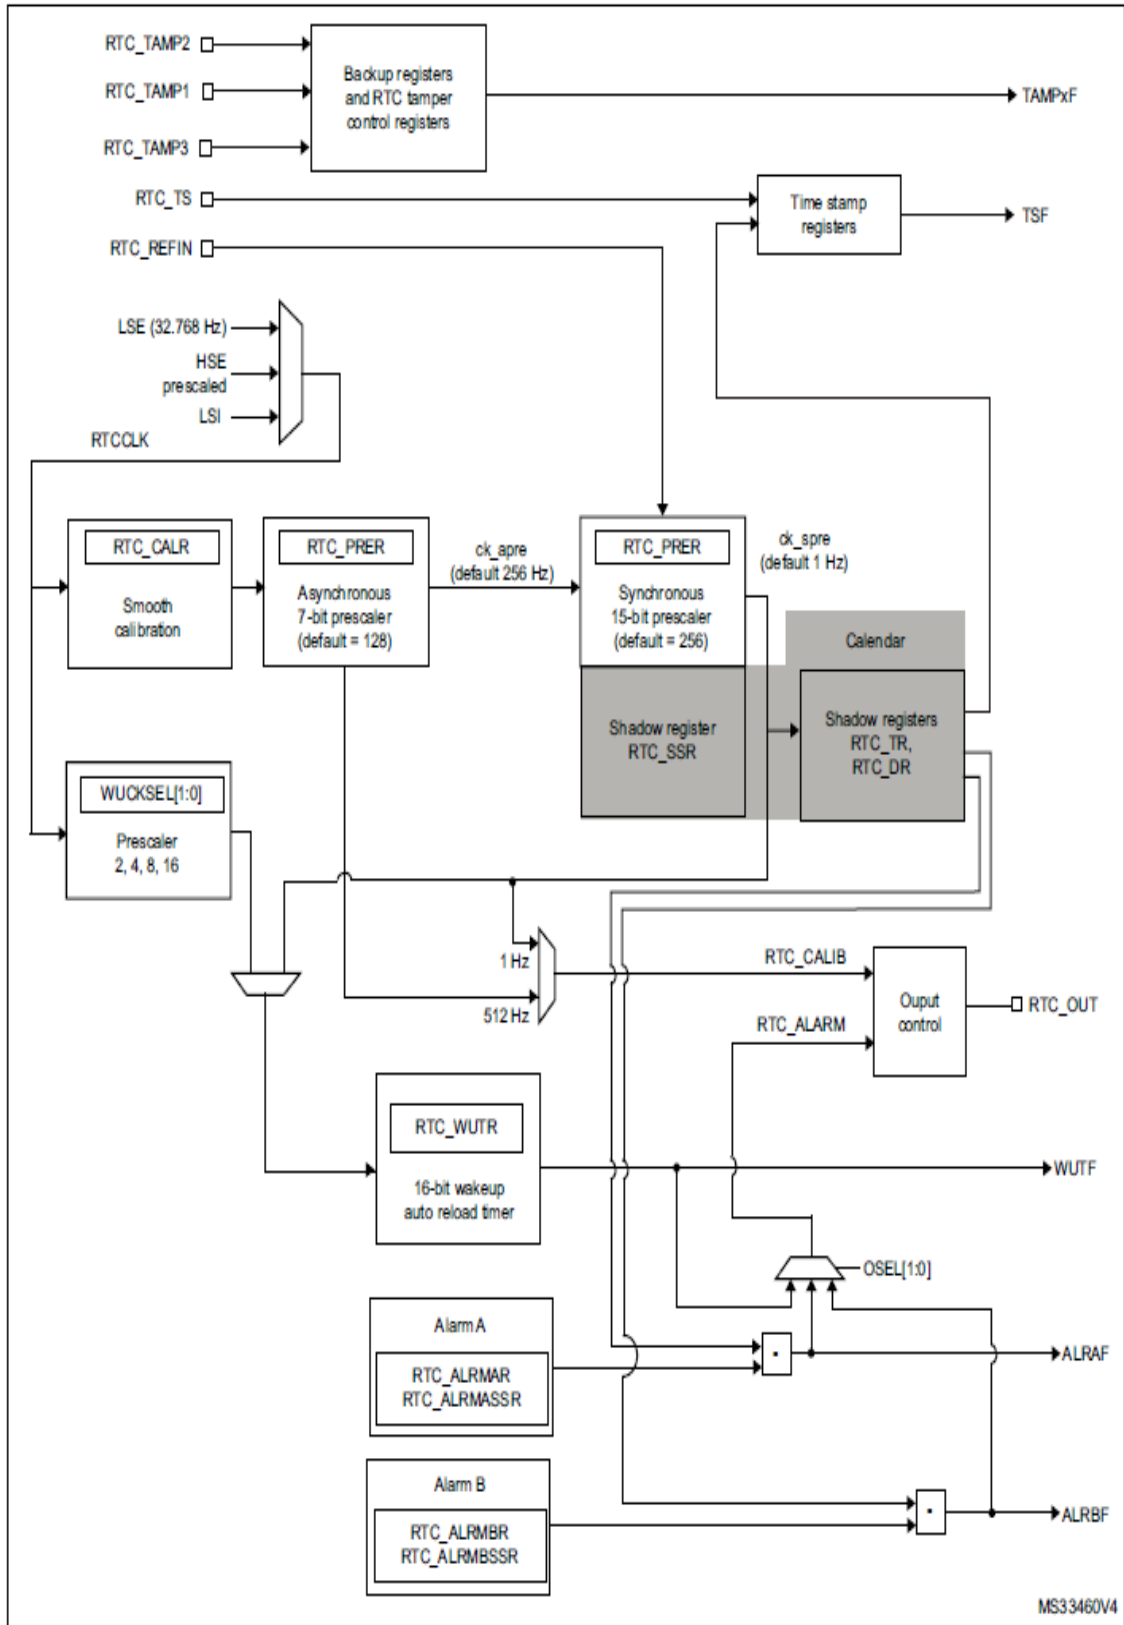 RTC_TAMP2
RTC_TAMP1
RTC_TAMP3
Backup registers
and RTC tamper
control registers
TAMPxF
RTC_TS
Time stamp
registers
TSF
RTC_REFIN
LSE (32.768 Hz)
HSE
prescaled
LSI
RTCCLK
RTC_CALR
Smooth
calibration
RTC_PRER
Asynchronous
7-bit prescaler
(default = 128)
ck_apre
(default 256 Hz)
RTC_PRER
Synchronous
15-bit prescaler
(default = 256)
ck_spre
(default 1 Hz)
Calendar
Shadow register
RTC_SSR
Shadow registers
RTC_TR,
RTC_DR
WUCKSEL[1:0]
Prescaler
2, 4, 8, 16
1 Hz
512 Hz
RTC_CALIB
RTC_ALARM
Ouput
control
RTC_OUT
RTC_WUTR
16-bit wakeup
auto reload timer
WUTF
OSEL[1:0]
Alarm A
RTC_ALRMAR
RTC_ALRMASSR
ALRAF
Alarm B
RTC_ALRMBR
RTC_ALRMBSSR
ALRBF
MS33460V4